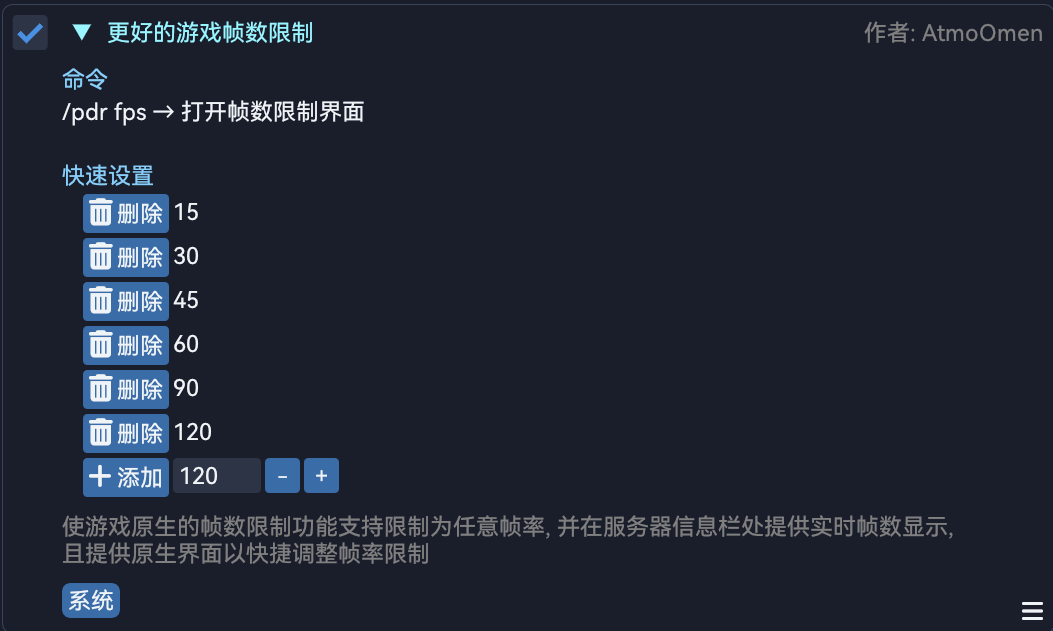 更好的游戏帧数限制 作者: AtmoOmen
命令
/pdr fps → 打开帧数限制界面
快速设置
删除 15
删除 30
删除 45
删除 60
删除 90
删除 120
添加 120 - +
使游戏原生的帧数限制功能支持限制为任意帧率, 并在服务器信息栏处提供实时帧数显示,
且提供原生界面以快捷调整帧率限制
系统